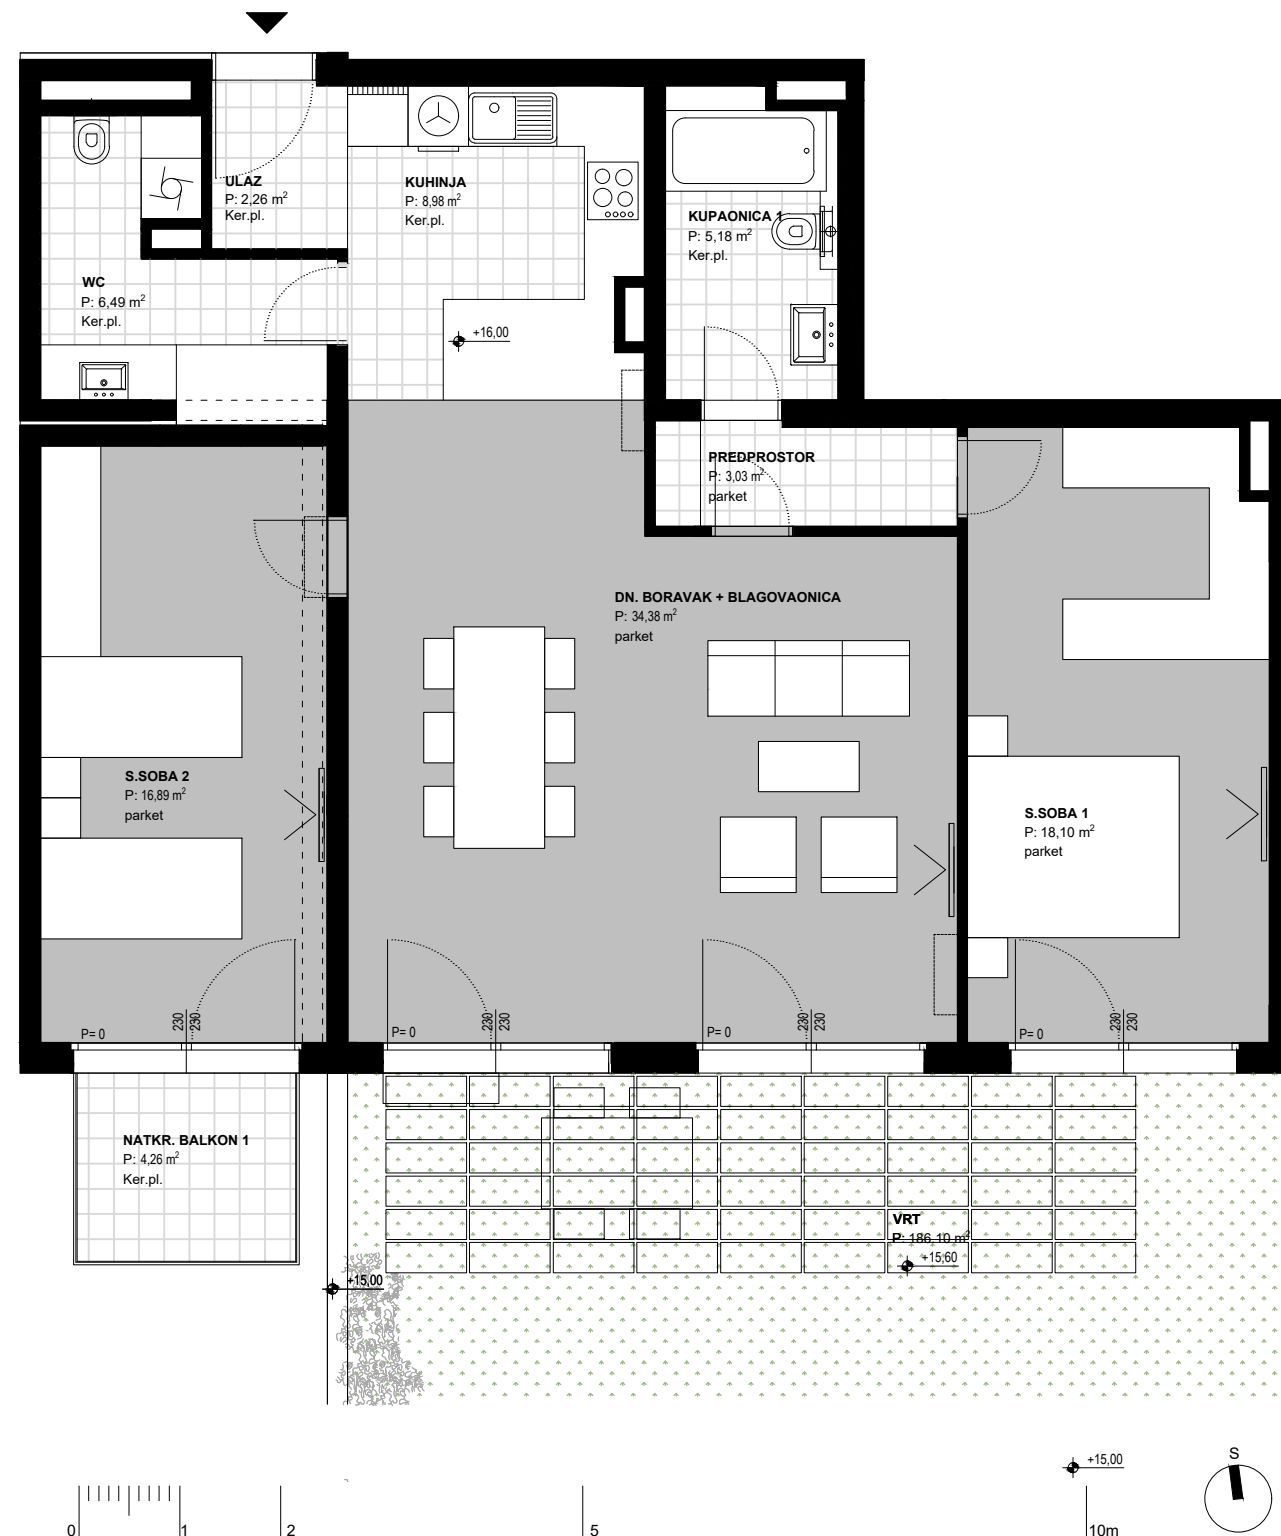 ULAZ
P: 2,26 m²
Ker.pl.
KUHINJA
P: 8,98 m²
Ker.pl.
KUPAONICA 1
P: 5,18 m²
Ker.pl.
WC
P: 6,49 m²
Ker.pl.
+16,00
PREDPROSTOR
P: 3,03 m²
parket
DN. BORAVAK + BLAGOVAONICA
P: 34,38 m²
parket
S.SOBA 2
P: 16,89 m²
parket
S.SOBA 1
P: 18,10 m²
parket
P= 0
230
230
P= 0
230
230
P= 0
230
230
P= 0
230
230
NATKR. BALKON 1
P: 4,26 m²
Ker.pl.
VRT
P: 186,10 m²
+15,60
+15,00
+15,00
S
0
1
2
5
10m